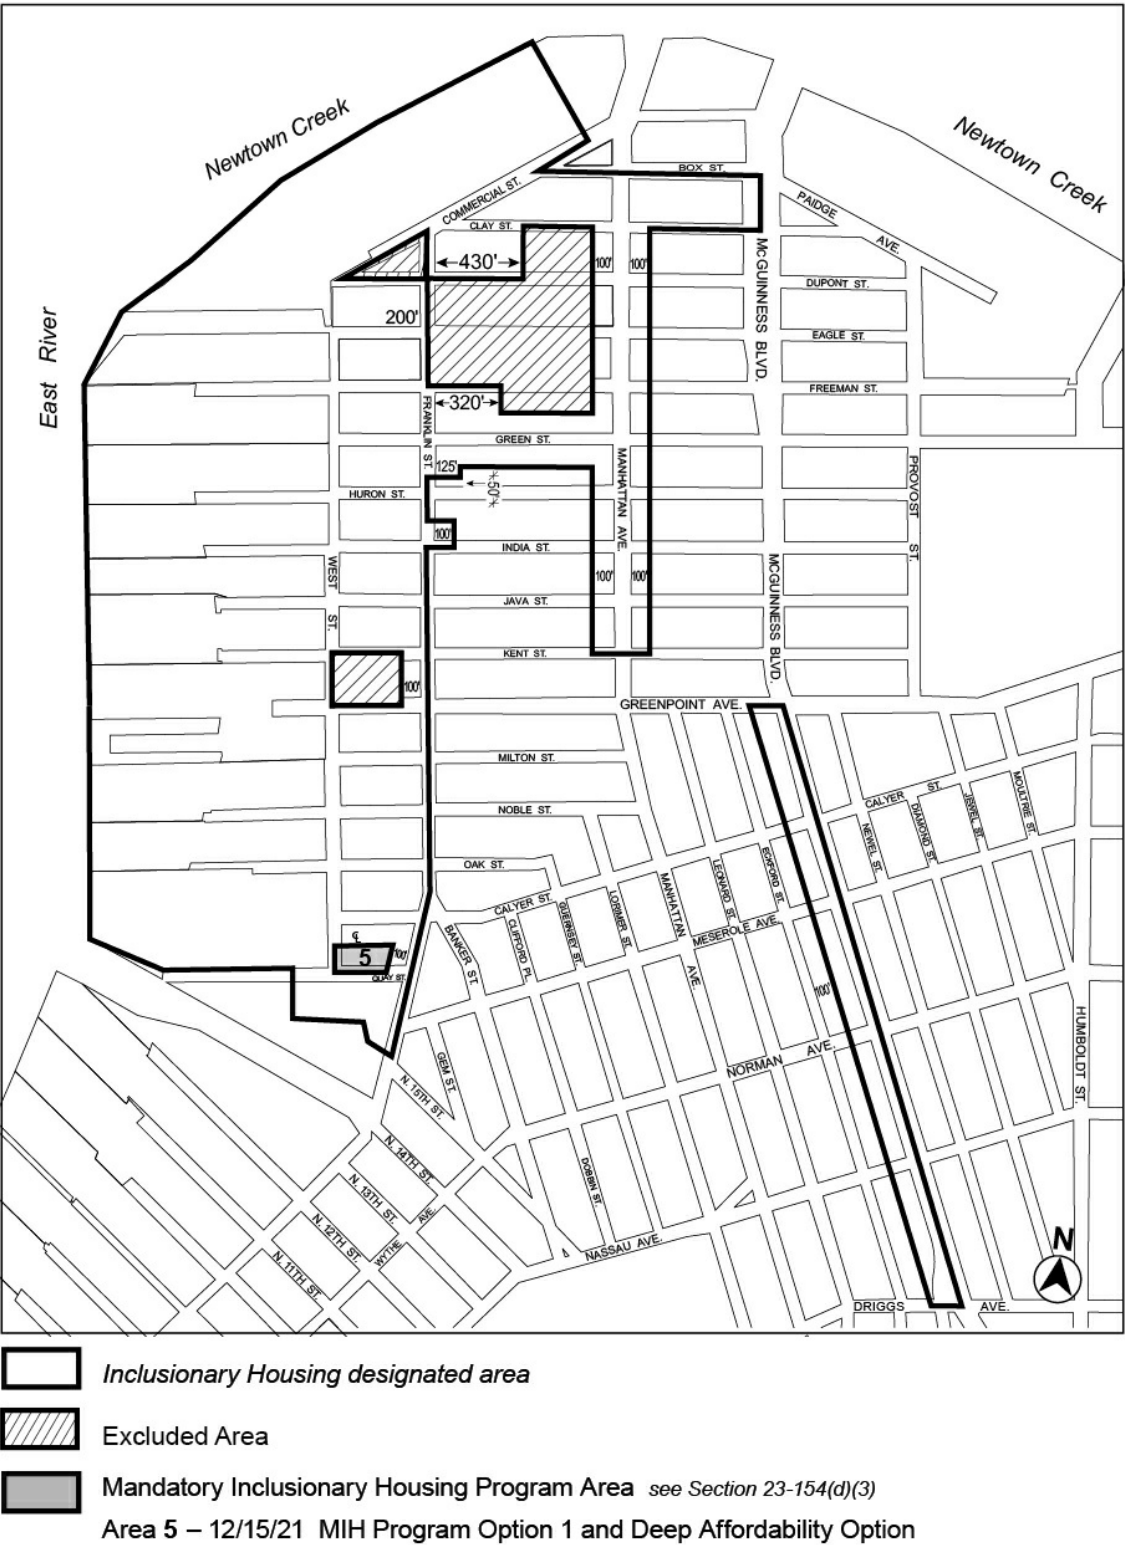 Newtown Creek
Newtown Creek
BOX ST.
COMMERCIAL ST.
PAIDGE
AVE.
CLAY ST.
430'
100'
100'
McGUINNESS BLVD.
DUPONT ST.
200'
East River
EAGLE ST.
FREEMAN ST.
320'
FRANKLIN ST.
GREEN ST.
125'
MANHATTAN AVE.
PROVOST ST.
50'
HURON ST.
100'
INDIA ST.
WEST ST.
100'
100'
MCGUINNESS BLVD.
JAVA ST.
KENT ST.
100'
GREENPOINT AVE.
MILTON ST.
CALYER ST.
MOULTRIE ST.
JEWEL ST.
DIAMOND ST.
NEWEL ST.
NOBLE ST.
OAK ST.
ECKFORD ST.
LEONARD ST.
MANHATTAN
AVE.
LORIMER ST.
GUERNSEY ST.
CALYER ST.
CLIFFORD PL.
BANKER ST.
MESEROLE AVE.
℄
5
100'
QUAY ST.
100'
HUMBOLDT ST.
NORMAN AVE.
GEM ST.
N. 15TH ST.
N. 14TH ST.
N. 13TH ST.
N. 12TH ST.
N. 11TH ST.
WYTHE AVE.
DOBBIN ST.
NASSAU AVE.
DRIGGS AVE.
N
Inclusionary Housing designated area
Excluded Area
Mandatory Inclusionary Housing Program Area see Section 23-154(d)(3)
Area 5 – 12/15/21 MIH Program Option 1 and Deep Affordability Option